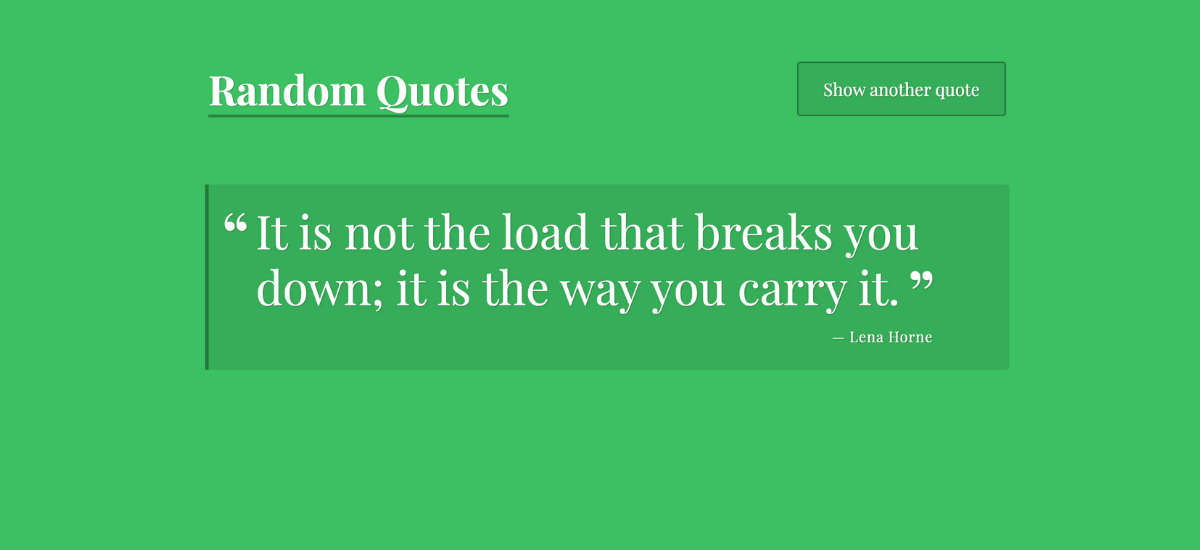 Random Quotes
Show another quote
“ It is not the load that breaks you
down; it is the way you carry it. ”
— Lena Horne